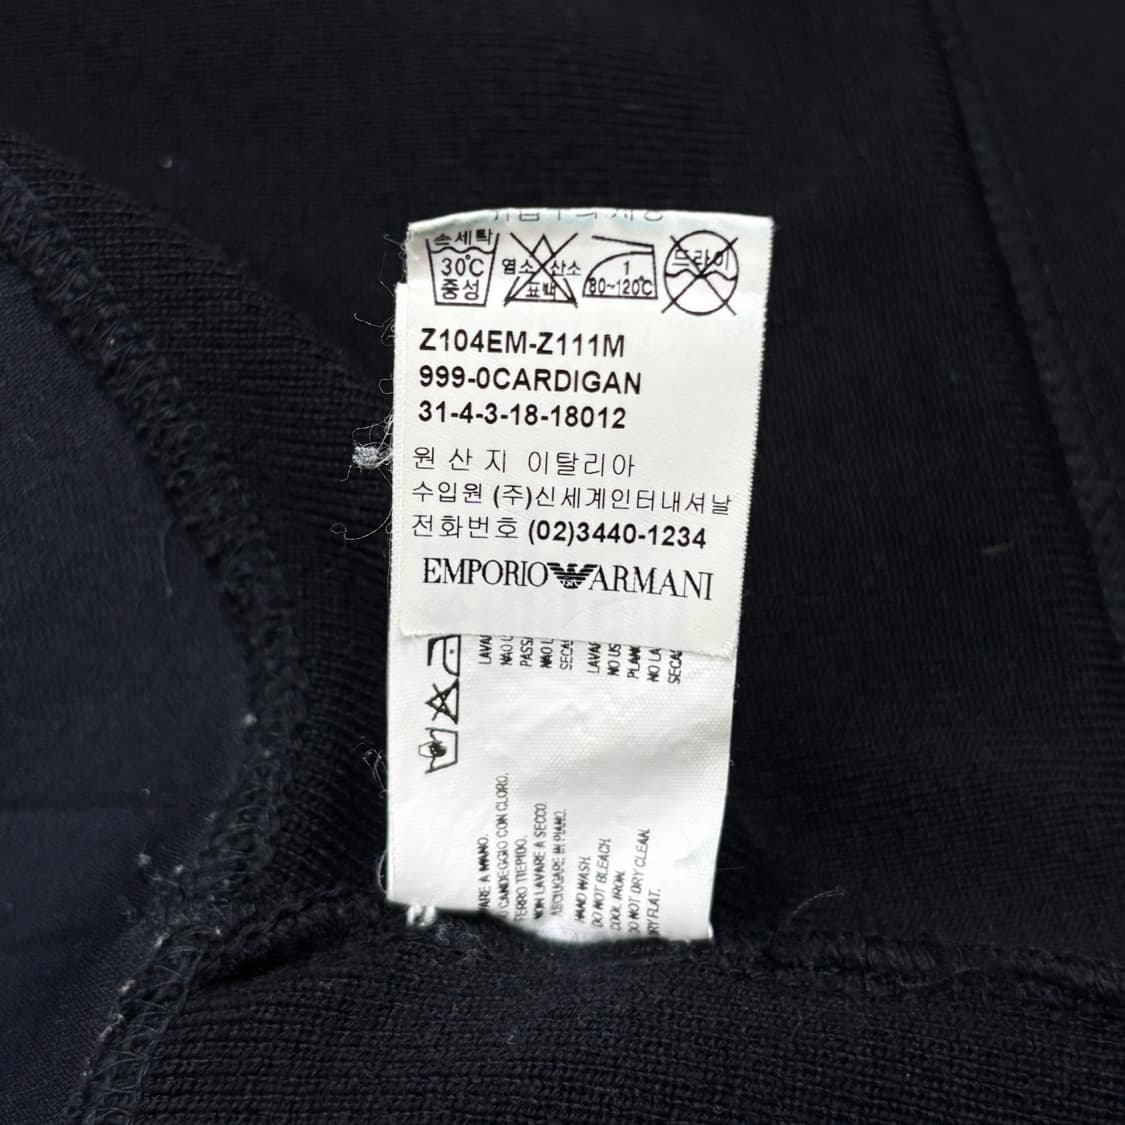 손세탁
30℃
중성
염소 산소
표백
1
80~120℃
드라이
Z104EM-Z111M
999-0CARDIGAN
31-4-3-18-18012
원 산 지 이탈리아
수입원 (주)신세계인터내셔날
전화번호 (02)3440-1234
EMPORIO ARMANI
A MANO.
CANDEGGIO CON CLORO.
FERRO TIEPIDO.
NON LAVARE A SECCO.
ASCIUGARE IN PIANO.
HAND WASH.
DO NOT BLEACH.
COOL IRON.
DO NOT DRY CLEAN.
DRY FLAT.